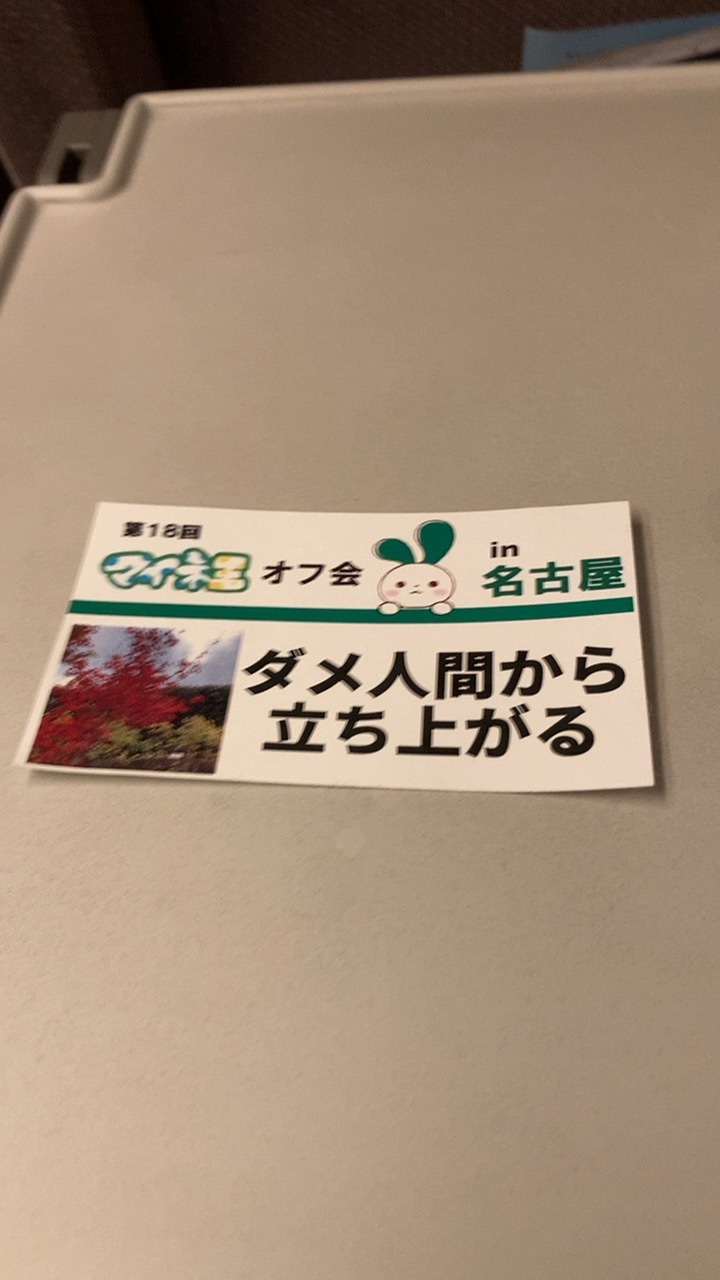 第18回
マイネ王 オフ会 in 名古屋
ダメ人間から
立ち上がる